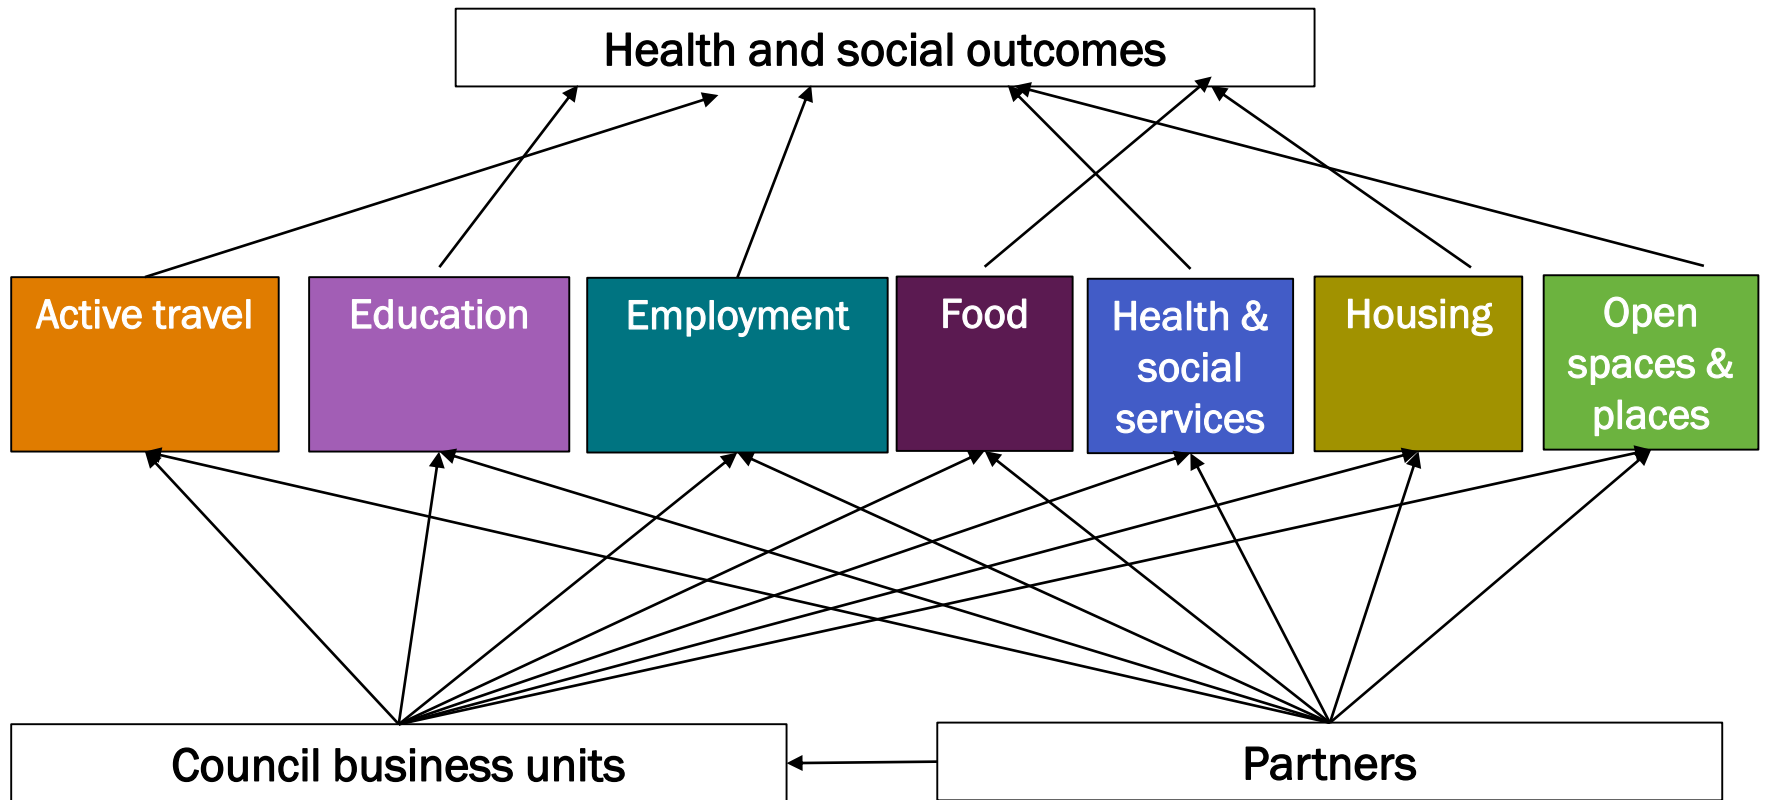 Health and social outcomes
Active travel
Education
Employment
Food
Health &
social
services
Housing
Open
spaces &
places
Council business units
Partners